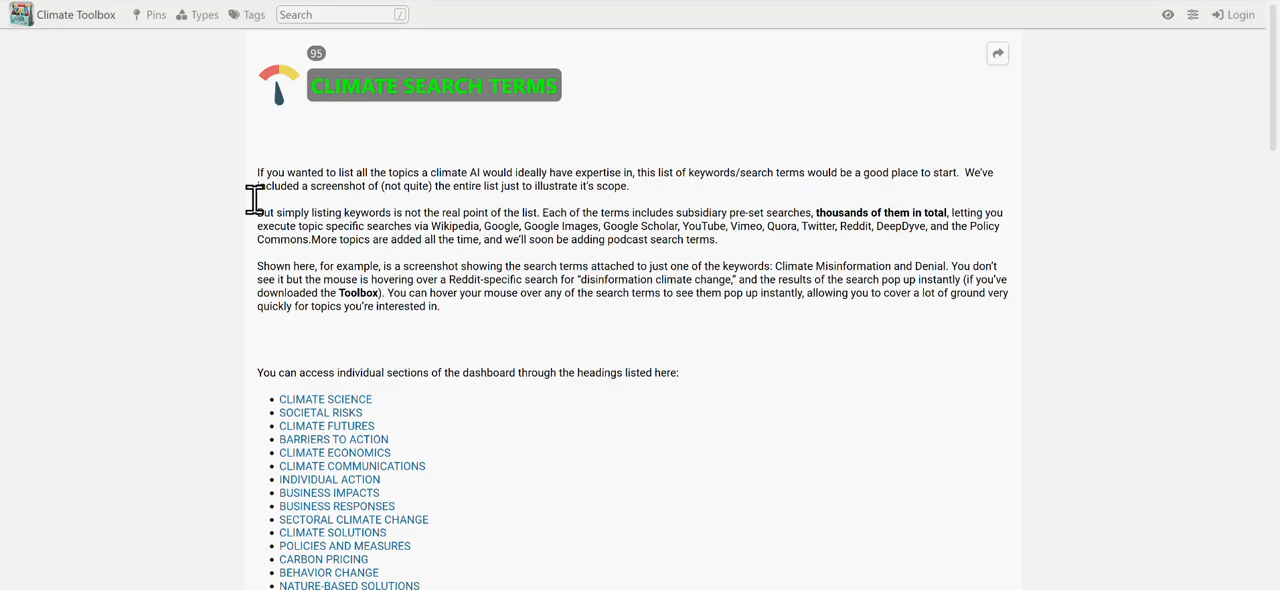 Climate Toolbox Pins Types Tags Search / Login
95
CLIMATE SEARCH TERMS
If you wanted to list all the topics a climate AI would ideally have expertise in, this list of keywords/search terms would be a good place to start. We've
included a screenshot of (not quite) the entire list just to illustrate it's scope.
But simply listing keywords is not the real point of the list. Each of the terms includes subsidiary pre-set searches, thousands of them in total, letting you
execute topic specific searches via Wikipedia, Google, Google Images, Google Scholar, YouTube, Vimeo, Quora, Twitter, Reddit, DeepDyve, and the Policy
Commons.More topics are added all the time, and we'll soon be adding podcast search terms.
Shown here, for example, is a screenshot showing the search terms attached to just one of the keywords: Climate Misinformation and Denial. You don't
see it but the mouse is hovering over a Reddit-specific search for “disinformation climate change,” and the results of the search pop up instantly (if you've
downloaded the Toolbox). You can hover your mouse over any of the search terms to see them pop up instantly, allowing you to cover a lot of ground very
quickly for topics you're interested in.
You can access individual sections of the dashboard through the headings listed here:
CLIMATE SCIENCE
SOCIETAL RISKS
CLIMATE FUTURES
BARRIERS TO ACTION
CLIMATE ECONOMICS
CLIMATE COMMUNICATIONS
INDIVIDUAL ACTION
BUSINESS IMPACTS
BUSINESS RESPONSES
SECTORAL CLIMATE CHANGE
CLIMATE SOLUTIONS
POLICIES AND MEASURES
CARBON PRICING
BEHAVIOR CHANGE
NATURE-BASED SOLUTIONS